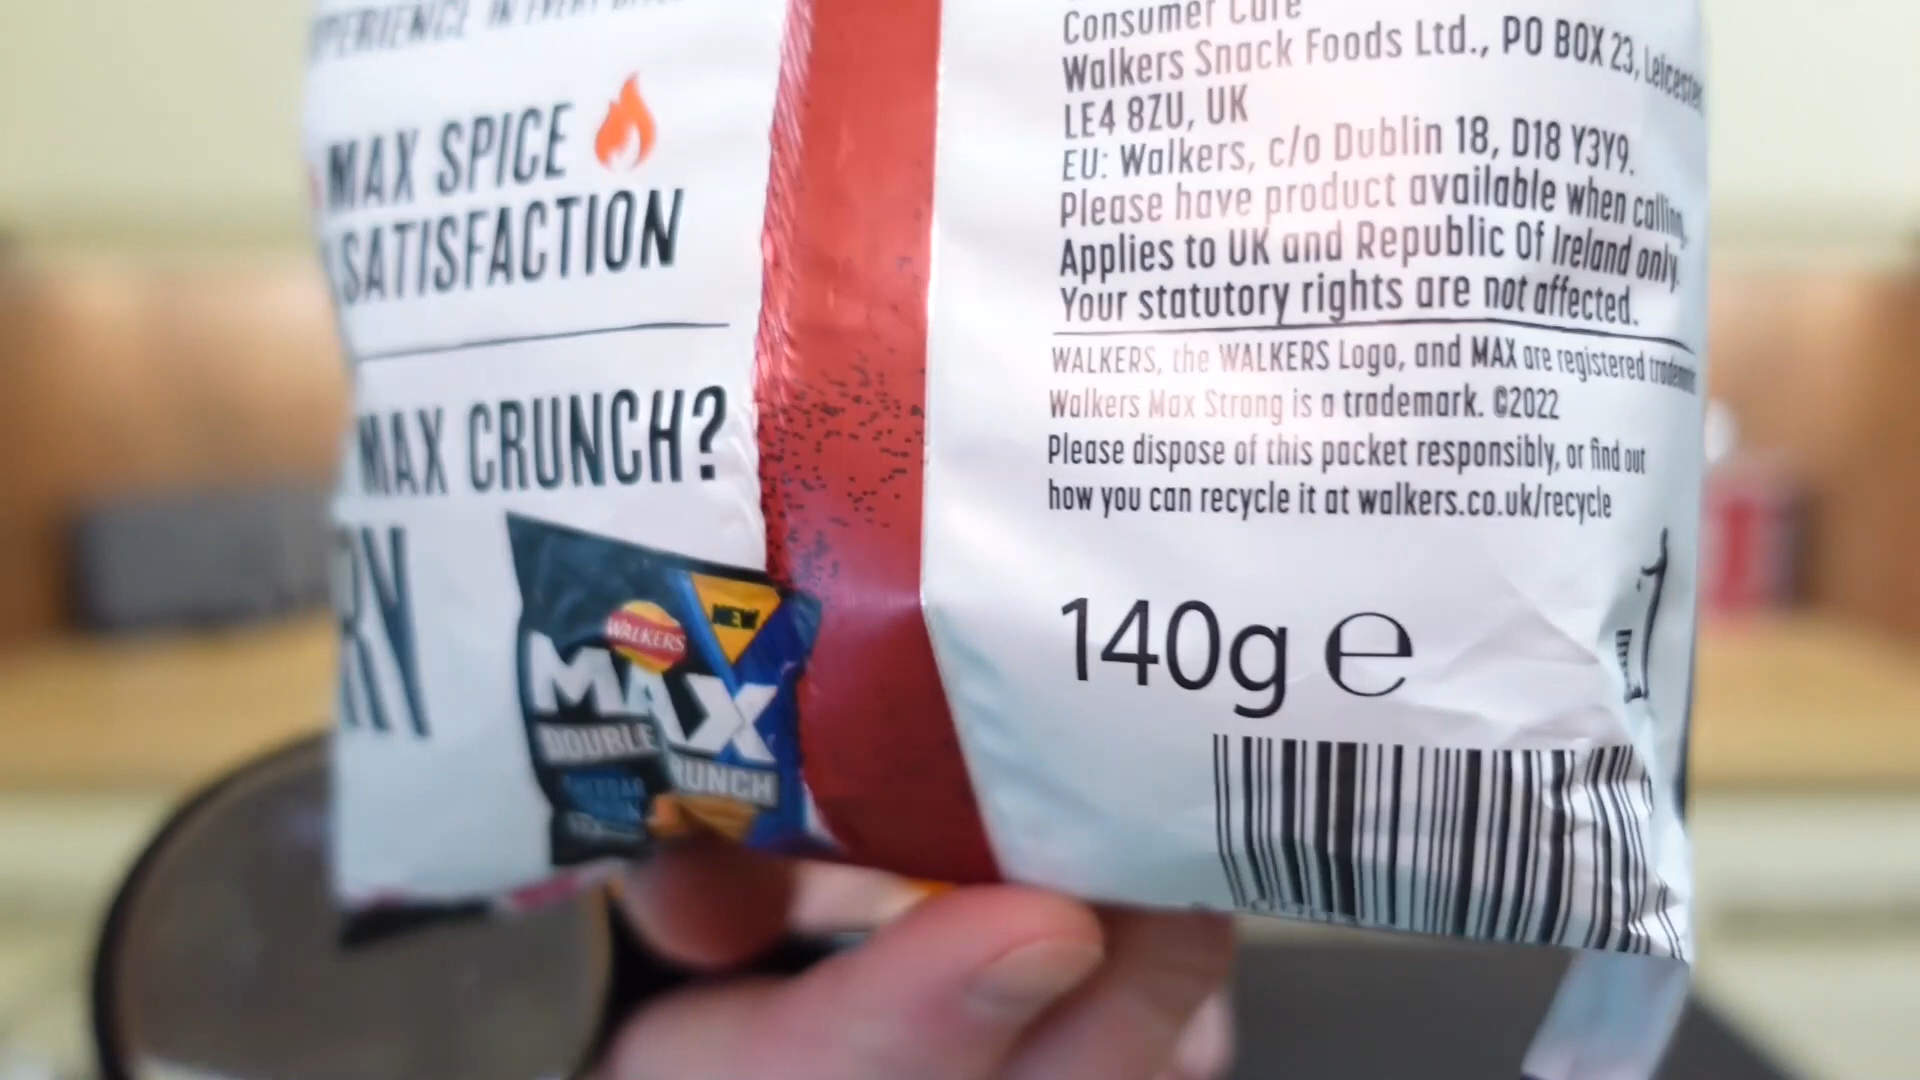 MAX SPICE
SATISFACTION
MAX CRUNCH?
RY
WALKERS
NEW
MAX
DOUBLE
CRUNCH
Consumer Care
Walkers Snack Foods Ltd., PO BOX 23, Leicester
LE4 8ZU, UK
EU: Walkers, c/o Dublin 18, D18 Y3Y9.
Please have product available when calling.
Applies to UK and Republic Of Ireland only.
Your statutory rights are not affected.
WALKERS, the WALKERS Logo, and MAX are registered
Walkers Max Strong is a trademark. ©2022
Please dispose of this packet responsibly, or find out
how you can recycle it at walkers.co.uk/recycle
140g e